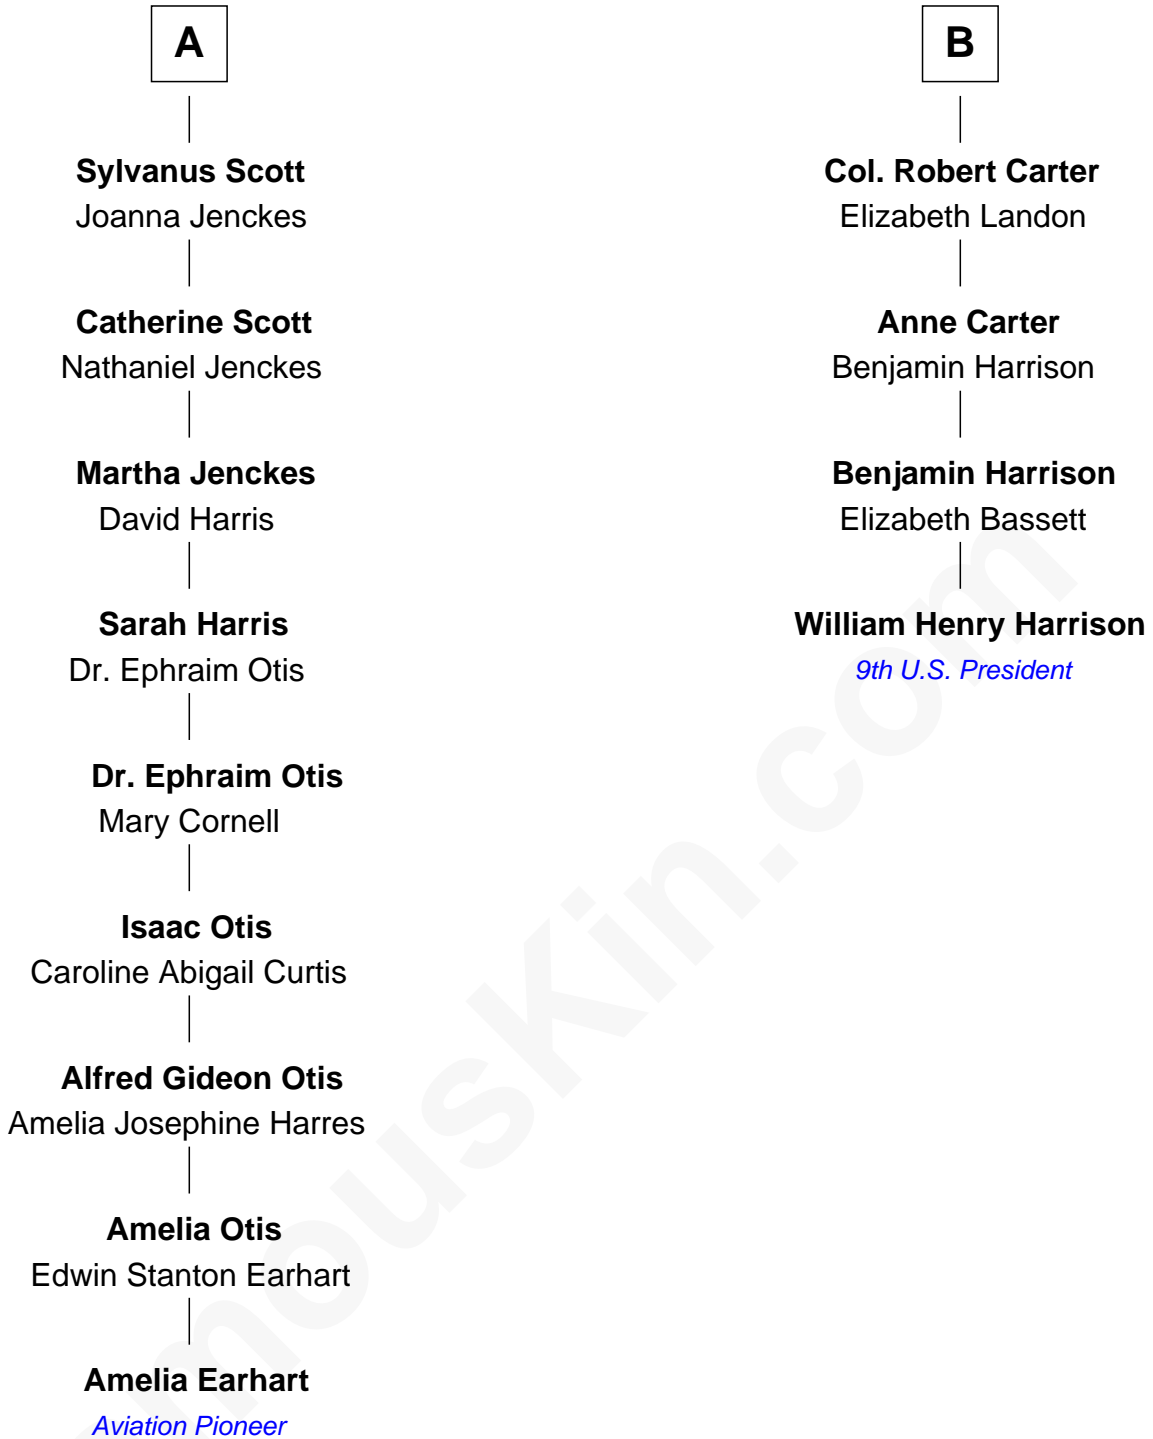 A
Sylvanus Scott
Joanna Jenckes
Catherine Scott
Nathaniel Jenckes
Martha Jenckes
David Harris
Sarah Harris
Dr. Ephraim Otis
Dr. Ephraim Otis
Mary Cornell
Isaac Otis
Caroline Abigail Curtis
Alfred Gideon Otis
Amelia Josephine Harres
Amelia Otis
Edwin Stanton Earhart
Amelia Earhart
Aviation Pioneer
B
Col. Robert Carter
Elizabeth Landon
Anne Carter
Benjamin Harrison
Benjamin Harrison
Elizabeth Bassett
William Henry Harrison
9th U.S. President
mouskin.com